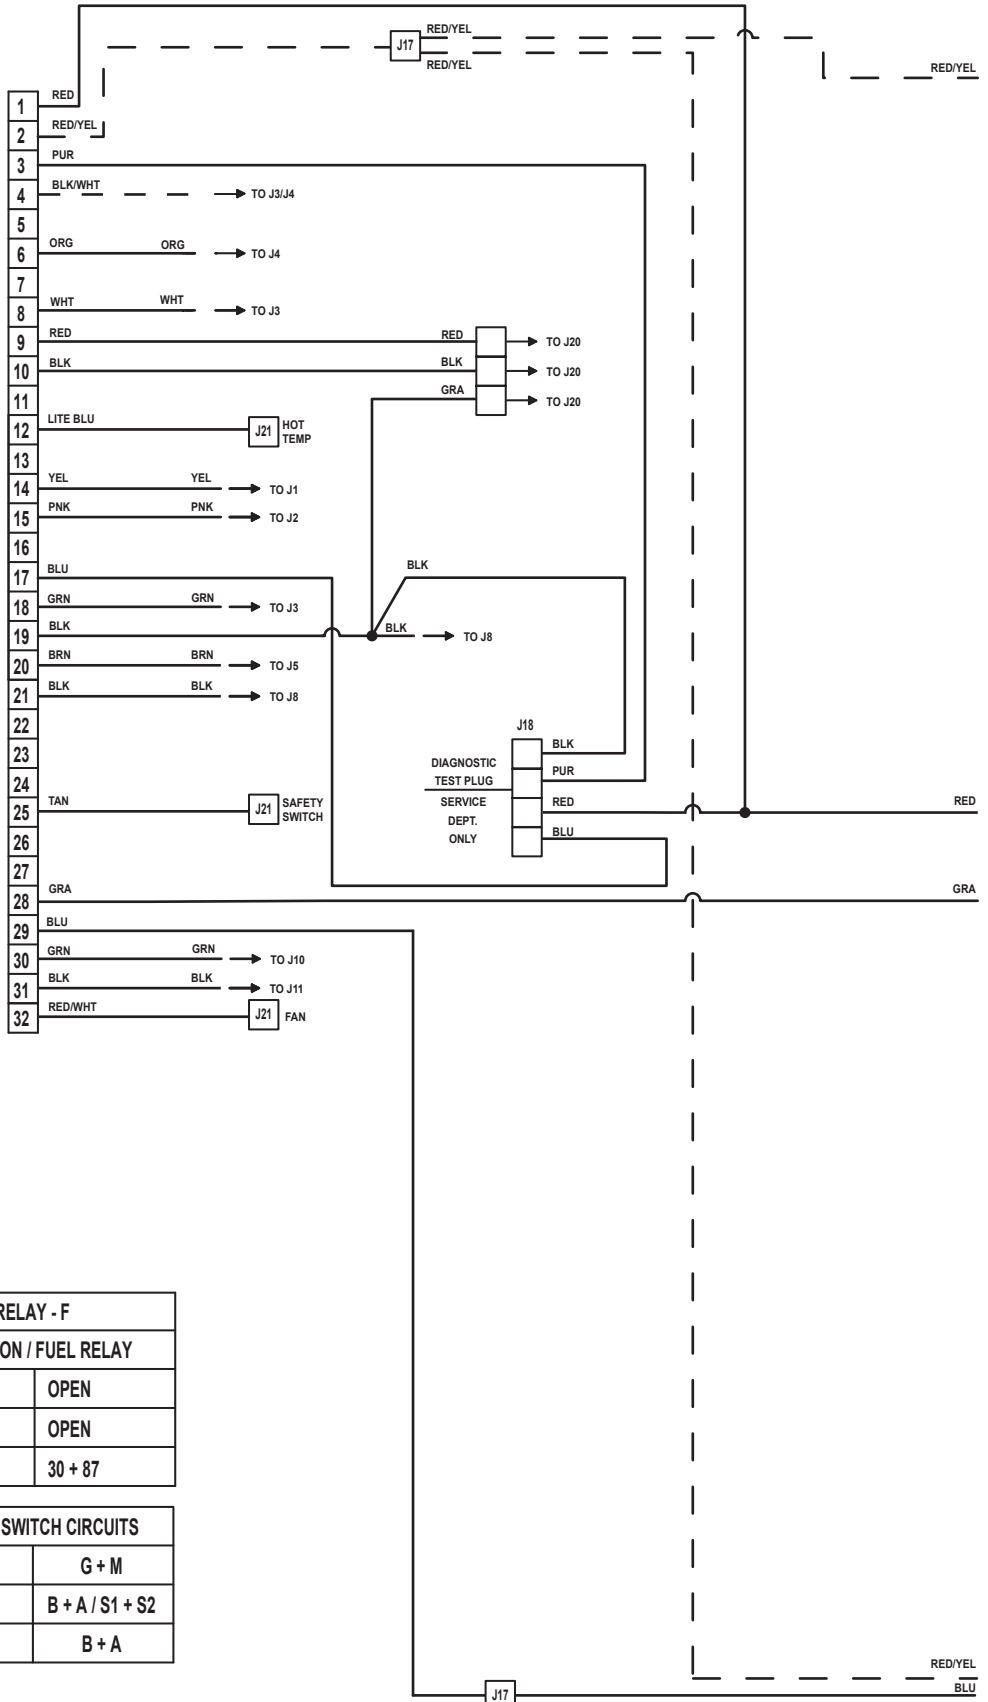 RED/YEL
J17
RED/YEL
RED/YEL
1 RED
2 RED/YEL
3 PUR
4 BLK/WHT TO J3/J4
5
6 ORG ORG TO J4
7
8 WHT WHT TO J3
9 RED RED TO J20
10 BLK BLK TO J20
11 GRA TO J20
12 LITE BLU J21 HOT
TEMP
13
14 YEL YEL TO J1
15 PNK PNK TO J2
16
17 BLU BLK
18 GRN GRN TO J3
19 BLK BLK TO J8
20 BRN BRN TO J5
21 BLK BLK TO J8
22
23
24
25 TAN J21 SAFETY
SWITCH
26
27
28 GRA GRA
29 BLU
30 GRN GRN TO J10
31 BLK BLK TO J11
32 RED/WHT J21 FAN
J18
DIAGNOSTIC
TEST PLUG
SERVICE
DEPT.
ONLY
BLK
PUR
RED RED
BLU
RELAY - F
ON / FUEL RELAY
OPEN
OPEN
30 + 87
SWITCH CIRCUITS
G + M
B + A / S1 + S2
B + A
RED/YEL
J17 BLU